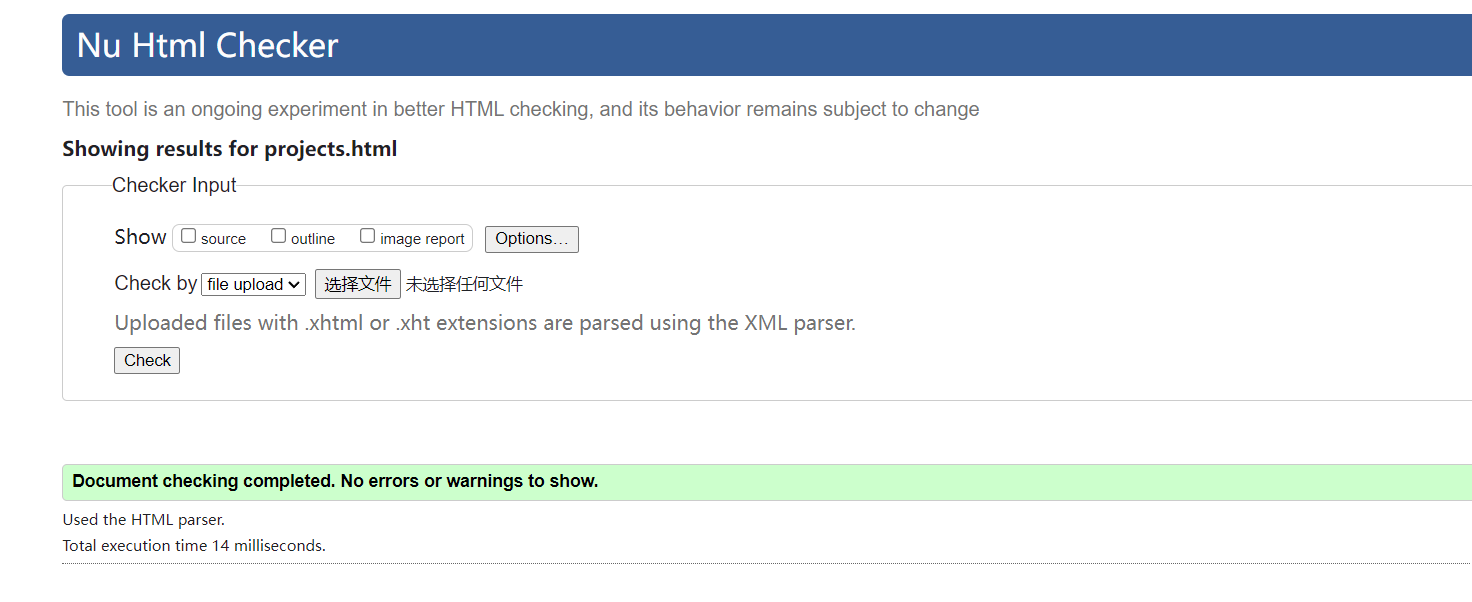 Nu Html Checker
This tool is an ongoing experiment in better HTML checking, and its behavior remains subject to change
Showing results for projects.html
Checker Input
Show source outline image report Options...
Check by file upload 选择文件 未选择任何文件
Uploaded files with .xhtml or .xht extensions are parsed using the XML parser.
Check
Document checking completed. No errors or warnings to show.
Used the HTML parser.
Total execution time 14 milliseconds.